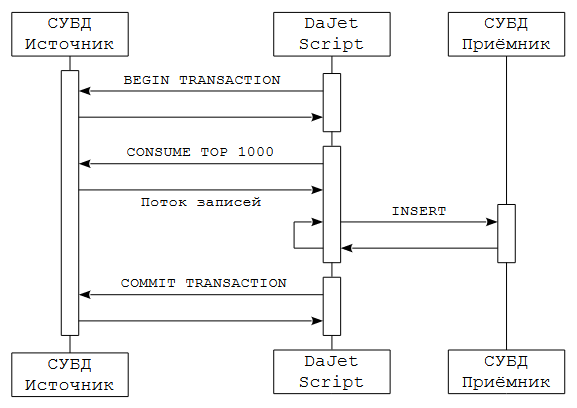 СУБД
Источник
DaJet
Script
СУБД
Приёмник
BEGIN TRANSACTION
CONSUME TOP 1000
Поток записей
INSERT
COMMIT TRANSACTION
СУБД
Источник
DaJet
Script
СУБД
Приёмник